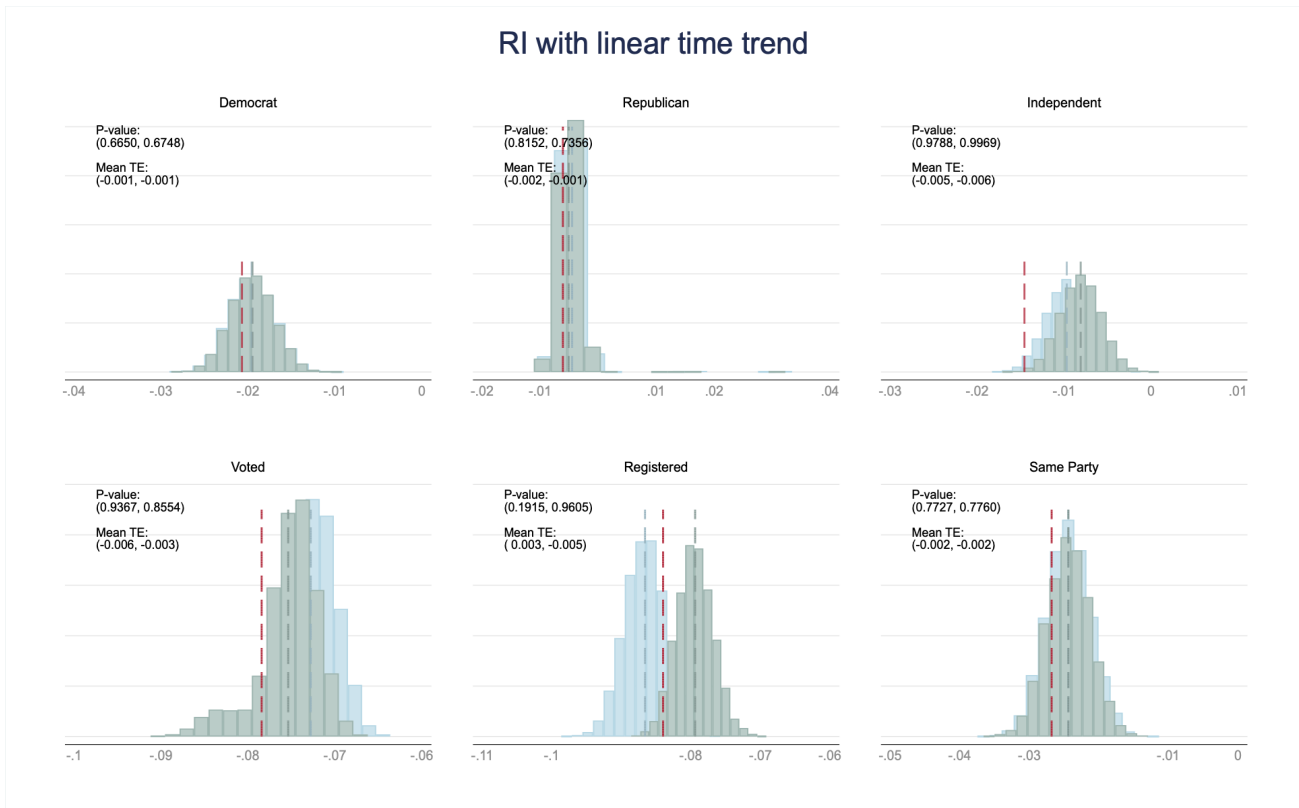 RI with linear time trend
Democrat
P-value:
(0.6650, 0.6748)
Mean TE:
(-0.001, -0.001)
-.04 -.03 -.02 -.01 0
Republican
P-value:
(0.8152, 0.7356)
Mean TE:
(-0.002, -0.001)
-.02 -.01 .01 .02 .04
Independent
P-value:
(0.9788, 0.9969)
Mean TE:
(-0.005, -0.006)
-.03 -.02 -.01 0 .01
Voted
P-value:
(0.9367, 0.8554)
Mean TE:
(-0.006, -0.003)
-.1 -.09 -.08 -.07 -.06
Registered
P-value:
(0.1915, 0.9605)
Mean TE:
( 0.003, -0.005)
-.11 -.1 -.08 -.07 -.06
Same Party
P-value:
(0.7727, 0.7760)
Mean TE:
(-0.002, -0.002)
-.05 -.04 -.03 -.01 0